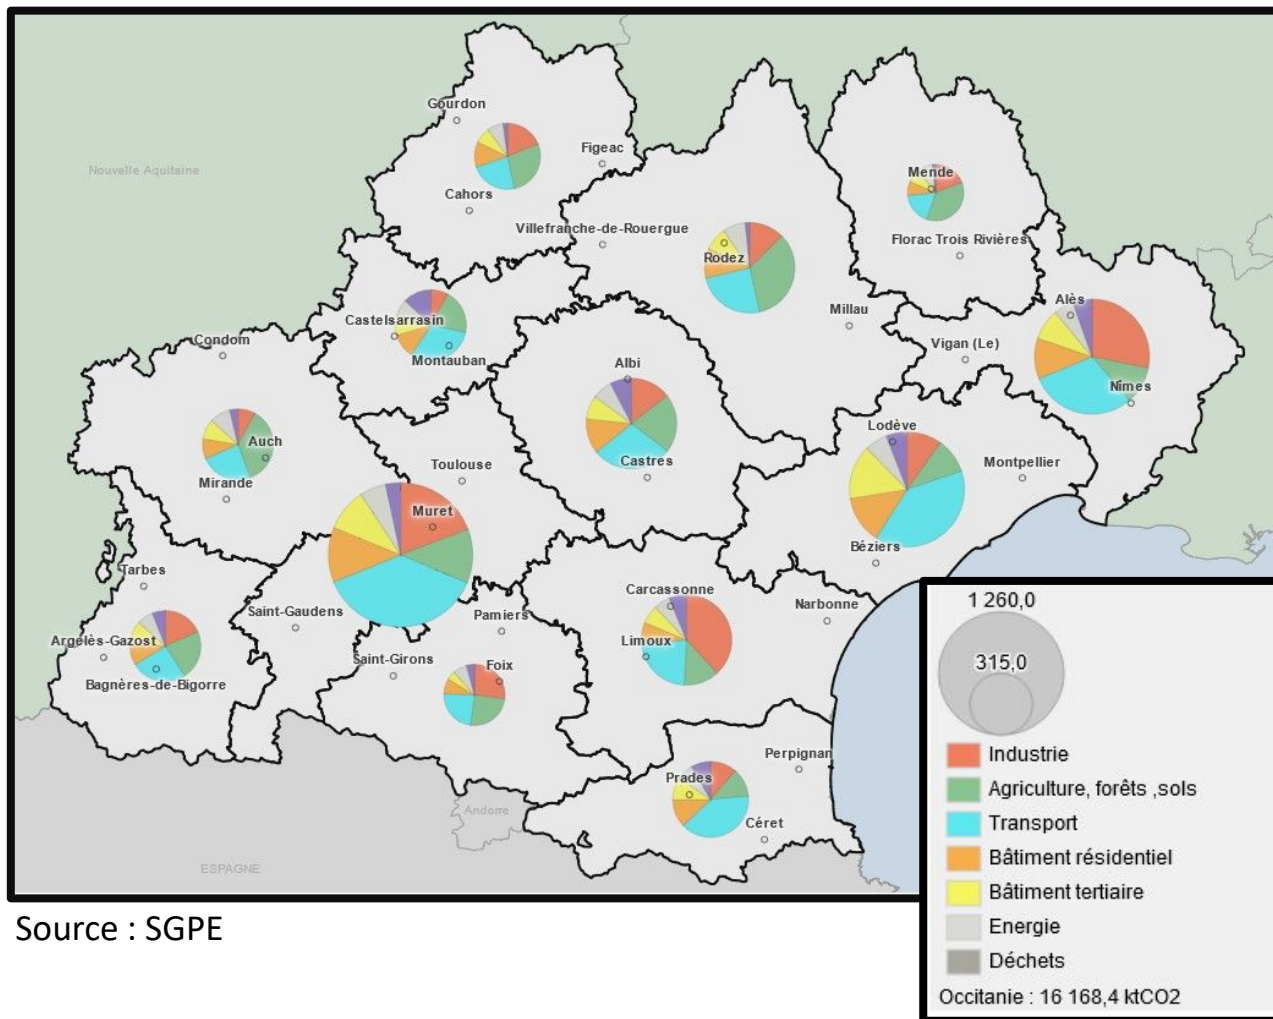 Gourdon
Figeac
Nouvelle Aquitaine
Mende
Cahors
Villefranche-de-Rouergue
Florac Trois Rivières
Rodez
Alès
Castelsarrasin
Millau
Condom
Vigan (Le)
Montauban
Albi
Nîmes
Lodève
Auch
Toulouse
Castres
Montpellier
Mirande
Muret
Béziers
Tarbes
Carcassonne
Narbonne
Saint-Gaudens
Pamiers
Argelès-Gazost
Limoux
Saint-Girons
Foix
Bagnères-de-Bigorre
Perpignan
Prades
Andorre
Céret
ESPAGNE
1 260,0
315,0
Industrie
Agriculture, forêts ,sols
Transport
Bâtiment résidentiel
Bâtiment tertiaire
Energie
Déchets
Occitanie : 16 168,4 ktCO2
Source : SGPE